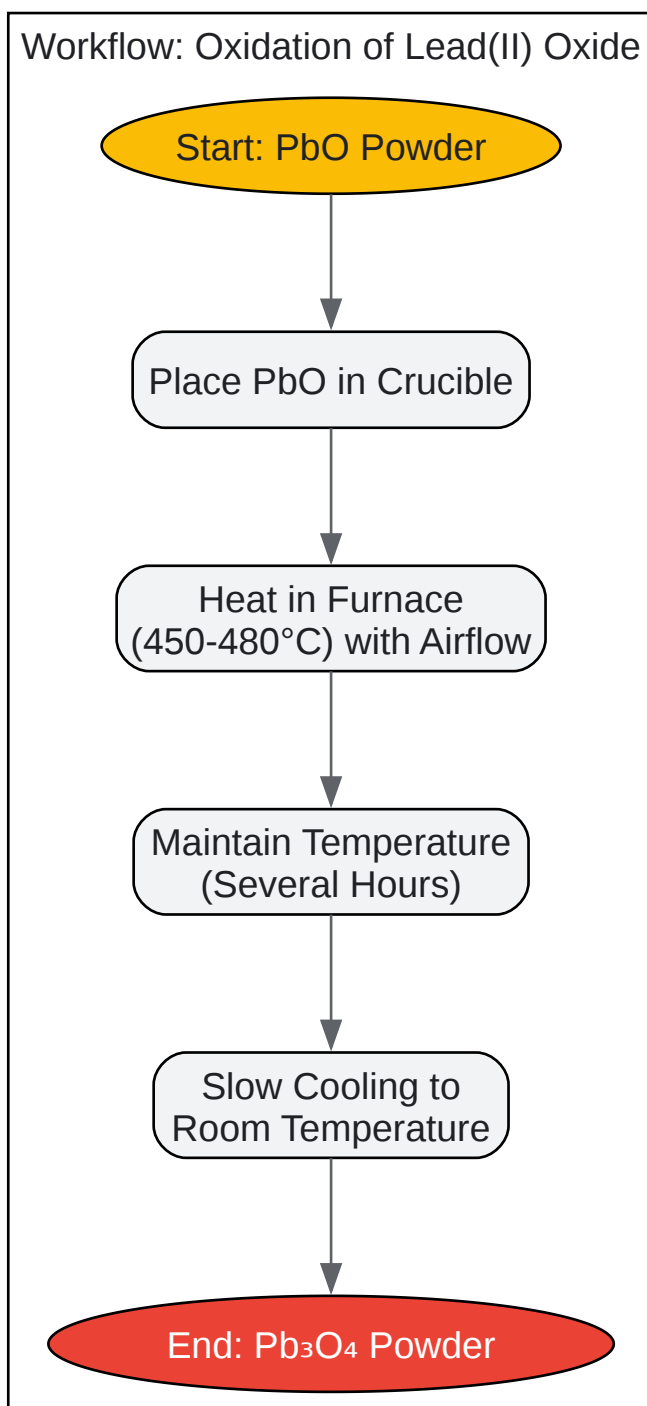 Workflow: Oxidation of Lead(II) Oxide
Start: PbO Powder
Place PbO in Crucible
Heat in Furnace
(450-480°C) with Airflow
Maintain Temperature
(Several Hours)
Slow Cooling to
Room Temperature
End: Pb₃O₄ Powder